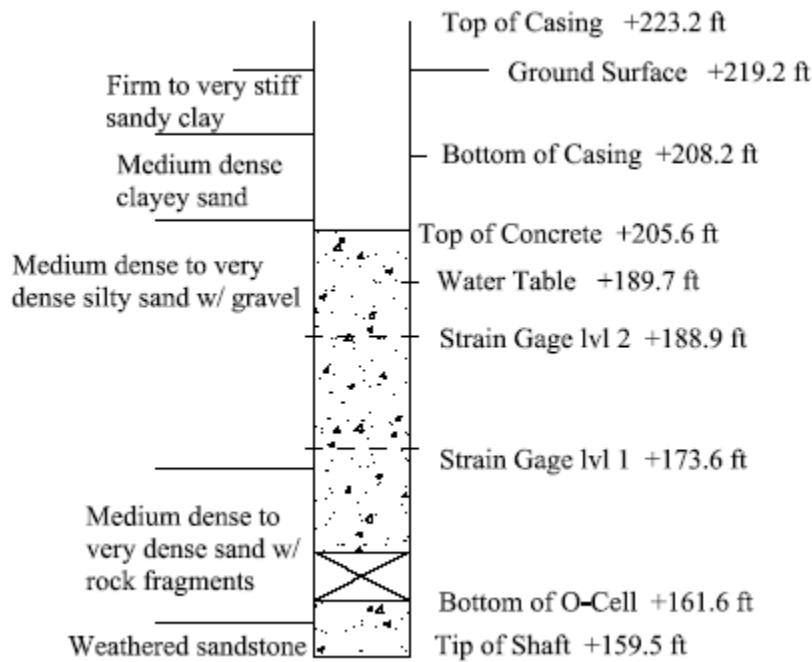 Top of Casing +223.2 ft
Ground Surface +219.2 ft
Firm to very stiff
sandy clay
Bottom of Casing +208.2 ft
Medium dense
clayey sand
Top of Concrete +205.6 ft
Medium dense to very
dense silty sand w/ gravel
Water Table +189.7 ft
Strain Gage lvl 2 +188.9 ft
Strain Gage lvl 1 +173.6 ft
Medium dense to
very dense sand w/
rock fragments
Bottom of O-Cell +161.6 ft
Weathered sandstone
Tip of Shaft +159.5 ft